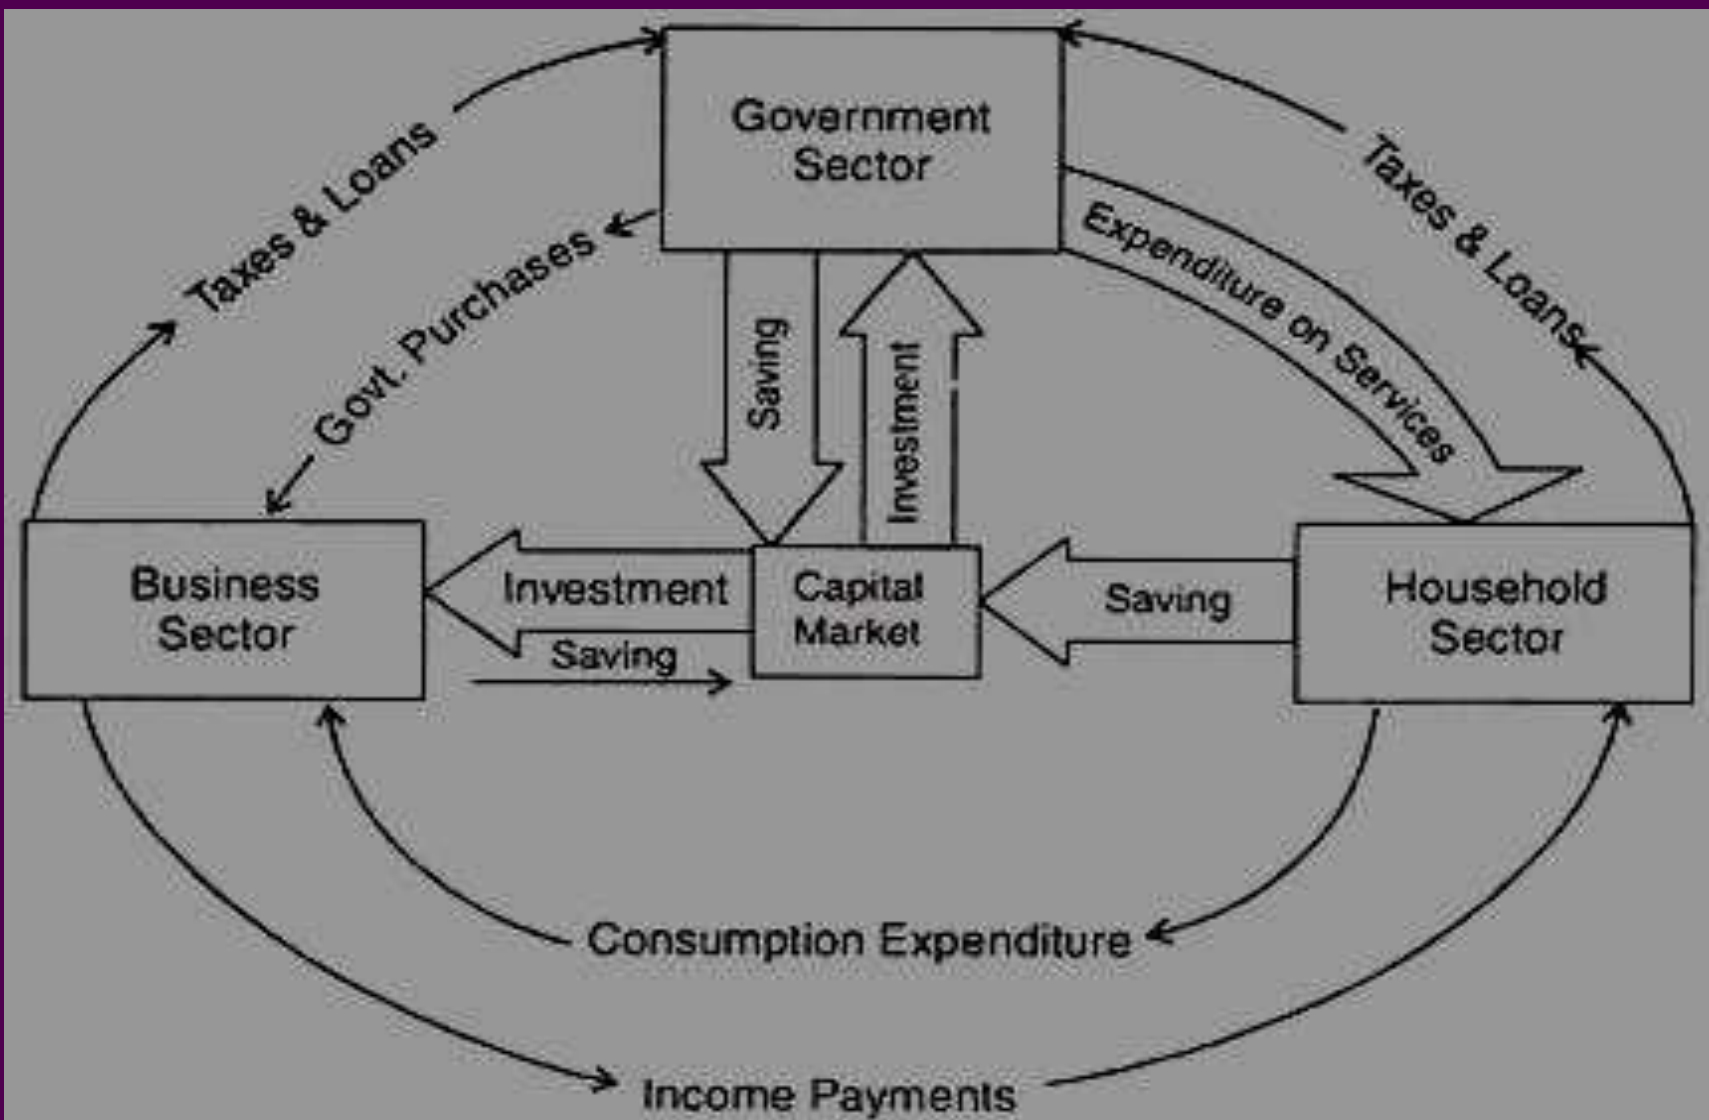 Government
Sector
Taxes & Loans
Taxes & Loans
Govt. Purchases
Expenditure on Services
Saving
Investment
Business
Sector
Investment
Saving
Capital
Market
Saving
Household
Sector
Consumption Expenditure
Income Payments